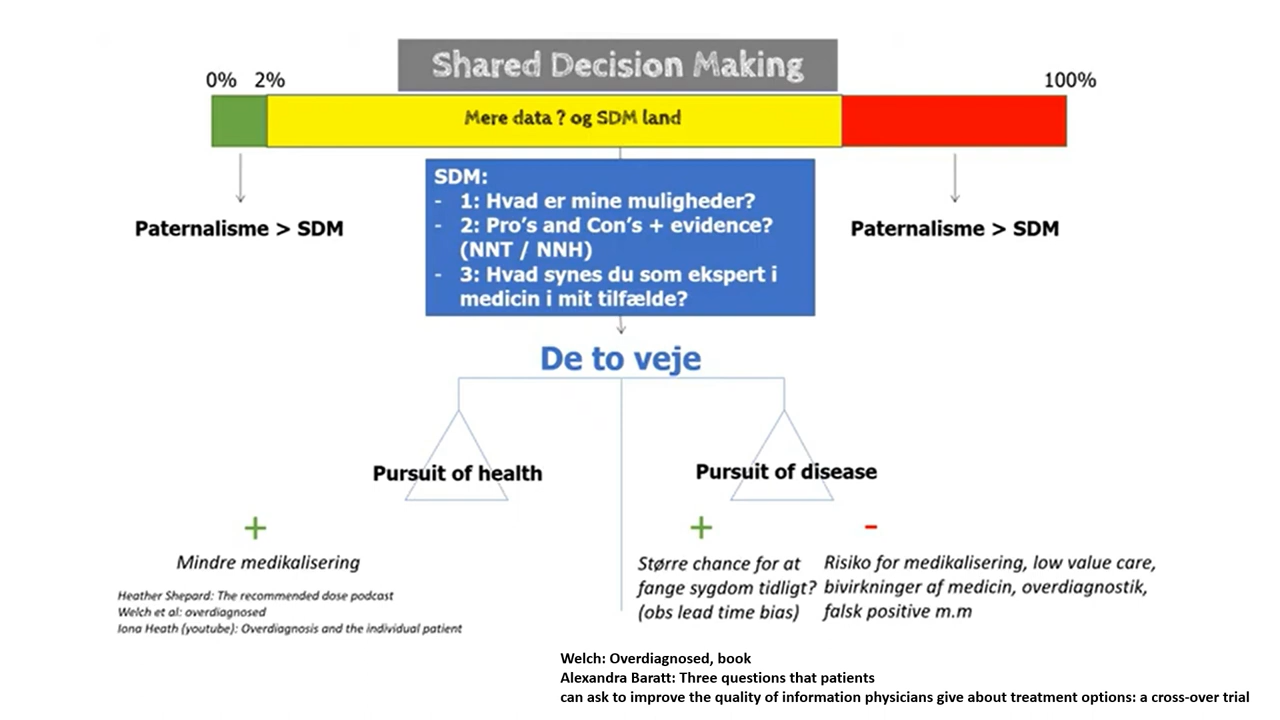 Shared Decision Making
0% 2% 100%
Mere data ? og SDM land
SDM:
- 1: Hvad er mine muligheder?
- 2: Pro's and Con's + evidence?
(NNT / NNH)
- 3: Hvad synes du som ekspert i
medicin i mit tilfælde?
Paternalisme > SDM
Paternalisme > SDM
De to veje
Pursuit of health
Pursuit of disease
+
Mindre medikalisering
Heather Shepard: The recommended dose podcast
Welch et al: overdiagnosed
Iona Heath (youtube): Overdiagnosis and the individual patient
+
Større chance for at
fange sygdom tidligt?
(obs lead time bias)
-
Risiko for medikalisering, low value care,
bivirkninger af medicin, overdiagnostik,
falsk positive m.m
Welch: Overdiagnosed, book
Alexandra Baratt: Three questions that patients
can ask to improve the quality of information physicians give about treatment options: a cross-over trial